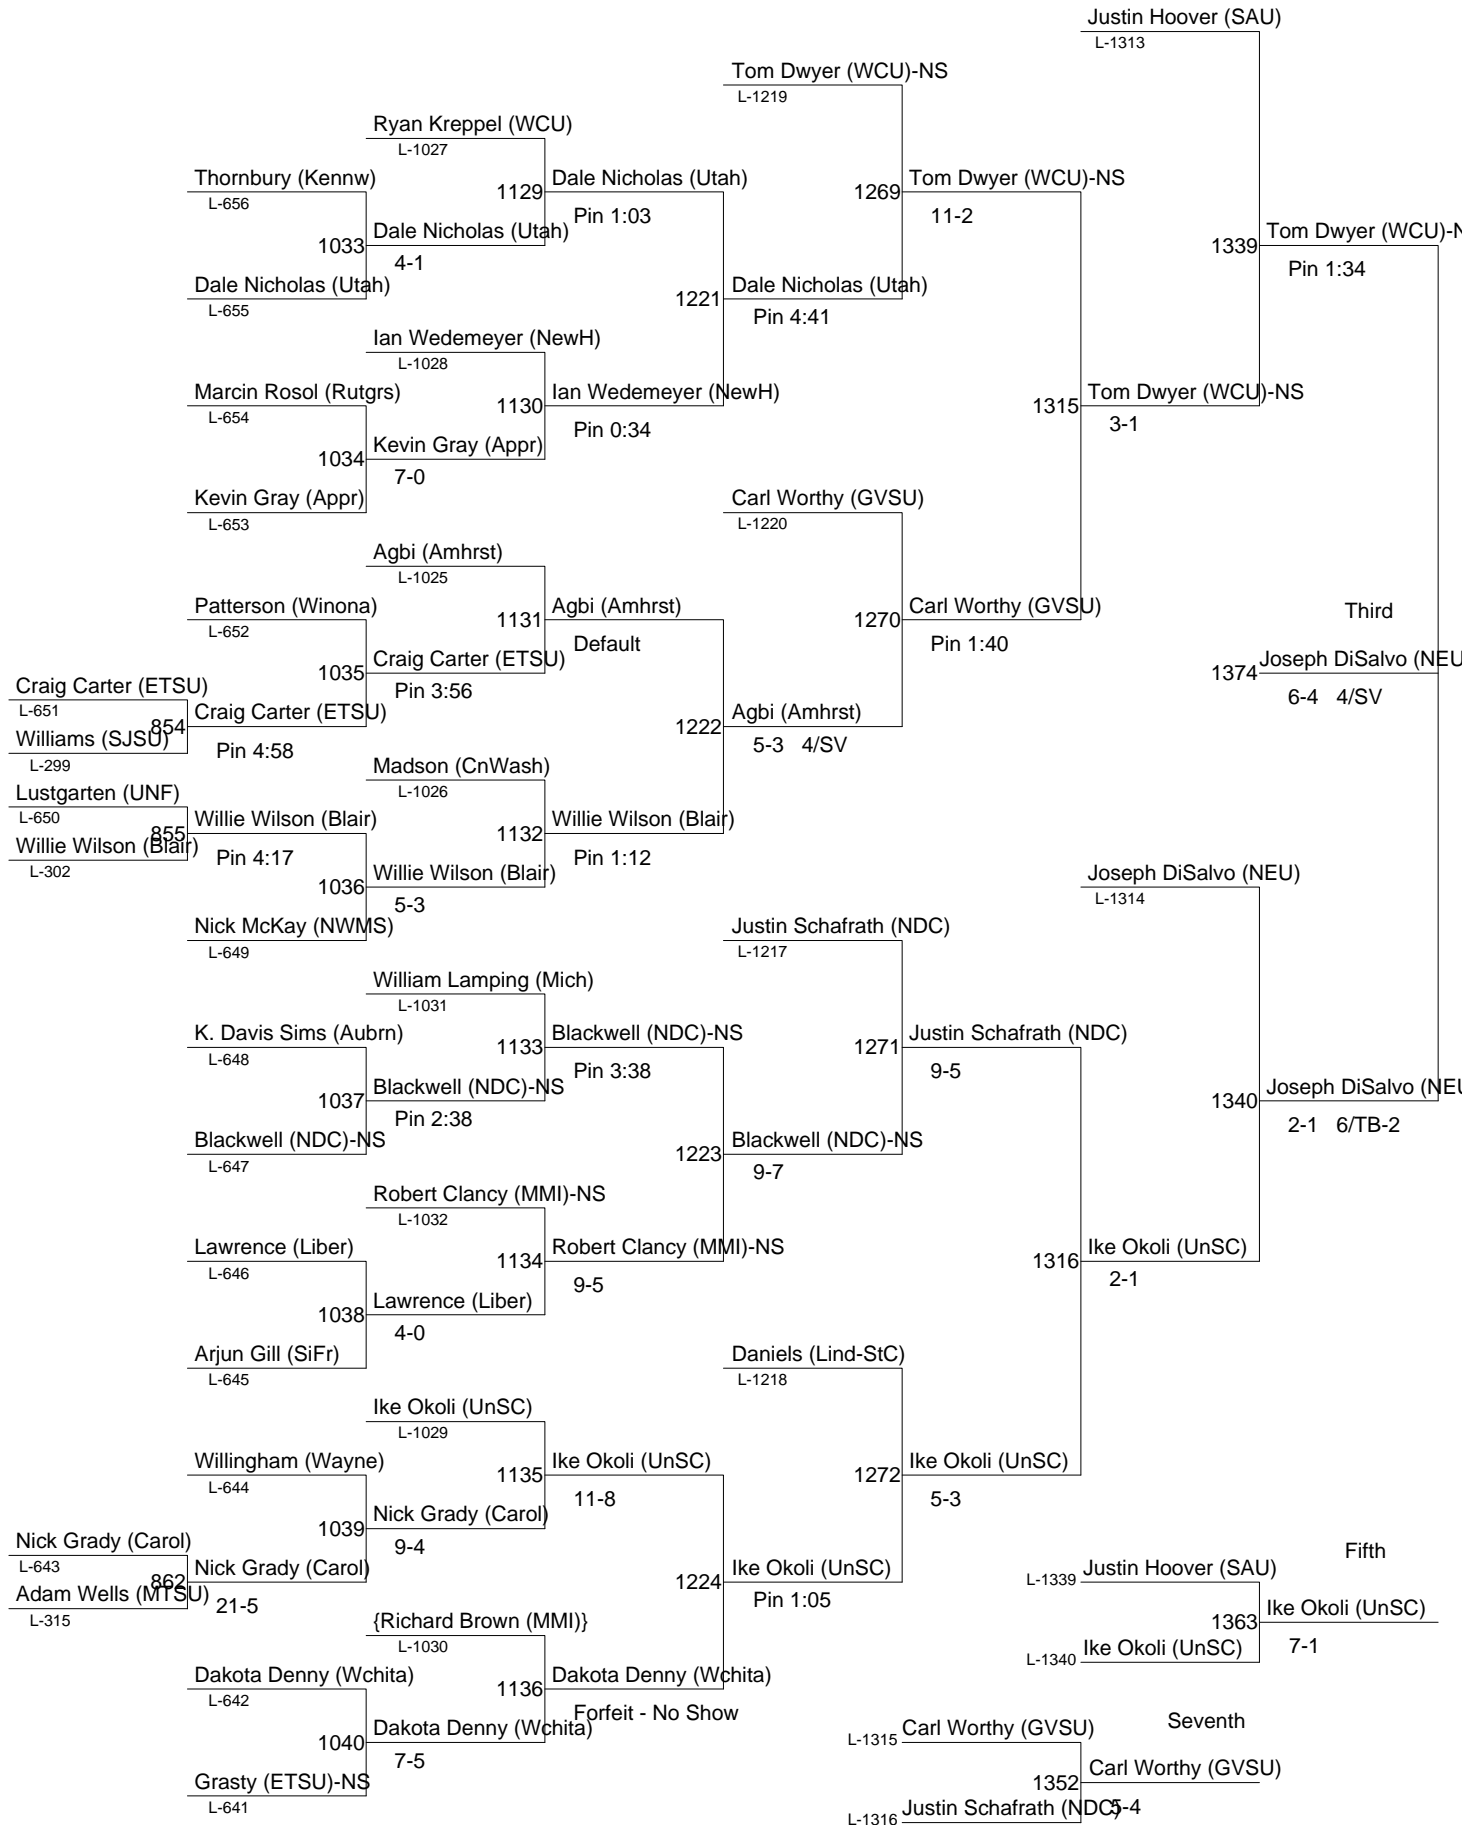 Justin Hoover (SAU)
L-1313
Tom Dwyer (WCU)-NS
L-1219
Ryan Kreppel (WCU)
L-1027
Thornbury (Kennw)
1129
Dale Nicholas (Utah)
1269
Tom Dwyer (WCU)-NS
L-656
Pin 1:03
11-2
1033
Dale Nicholas (Utah)
1339
Tom Dwyer (WCU)-N
4-1
Pin 1:34
Dale Nicholas (Utah)
1221
Dale Nicholas (Utah)
L-655
Pin 4:41
Ian Wedemeyer (NewH)
L-1028
Marcin Rosol (Rutgrs)
1130
Ian Wedemeyer (NewH)
1315
Tom Dwyer (WCU)-NS
L-654
Pin 0:34
3-1
1034
Kevin Gray (Appr)
7-0
Kevin Gray (Appr)
Carl Worthy (GVSU)
L-653
L-1220
Agbi (Amhrst)
L-1025
Patterson (Winona)
1131
Agbi (Amhrst)
1270
Carl Worthy (GVSU)
Third
L-652
Default
Pin 1:40
1035
Craig Carter (ETSU)
1374
Joseph DiSalvo (NEU
Craig Carter (ETSU)
Pin 3:56
6-4 4/SV
L-651
854
Craig Carter (ETSU)
1222
Agbi (Amhrst)
Williams (SJSU)
Pin 4:58
5-3 4/SV
L-299
Madson (CnWash)
L-1026
Lustgarten (UNF)
L-650
855
Willie Wilson (Blair)
1132
Willie Wilson (Blair)
Willie Wilson (Blair)
Pin 4:17
Pin 1:12
L-302
1036
Willie Wilson (Blair)
Joseph DiSalvo (NEU)
5-3
L-1314
Nick McKay (NWMS)
Justin Schafrath (NDC)
L-649
L-1217
William Lamping (Mich)
L-1031
K. Davis Sims (Aubrn)
1133
Blackwell (NDC)-NS
1271
Justin Schafrath (NDC)
L-648
Pin 3:38
9-5
1037
Blackwell (NDC)-NS
1340
Joseph DiSalvo (NEU
Pin 2:38
2-1 6/TB-2
Blackwell (NDC)-NS
1223
Blackwell (NDC)-NS
L-647
9-7
Robert Clancy (MMI)-NS
L-1032
Lawrence (Liber)
1134
Robert Clancy (MMI)-NS
1316
Ike Okoli (UnSC)
L-646
9-5
2-1
1038
Lawrence (Liber)
4-0
Arjun Gill (SiFr)
Daniels (Lind-StC)
L-645
L-1218
Ike Okoli (UnSC)
L-1029
Willingham (Wayne)
1135
Ike Okoli (UnSC)
1272
Ike Okoli (UnSC)
L-644
11-8
5-3
1039
Nick Grady (Carol)
9-4
Nick Grady (Carol)
Fifth
L-643
862
Nick Grady (Carol)
1224
Ike Okoli (UnSC)
L-1339
Justin Hoover (SAU)
Adam Wells (MTSU)
21-5
Pin 1:05
L-315
{Richard Brown (MMI)}
1363
Ike Okoli (UnSC)
L-1030
7-1
L-1340
Ike Okoli (UnSC)
Dakota Denny (Wchita)
1136
Dakota Denny (Wchita)
L-642
Forfeit - No Show
1040
Dakota Denny (Wchita)
L-1315
Carl Worthy (GVSU)
Seventh
7-5
Grasty (ETSU)-NS
1352
Carl Worthy (GVSU)
L-641
5-4
L-1316
Justin Schafrath (NDC)